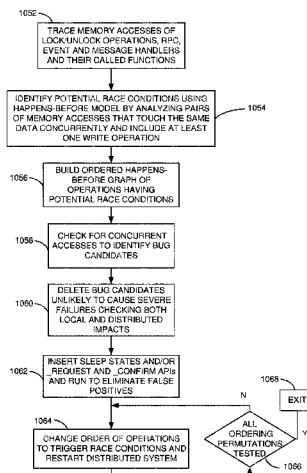 1052
TRACE MEMORY ACCESSES OF
LOCK/UNLOCK OPERATIONS, RPC,
EVENT AND MESSAGE HANDLERS
AND THEIR CALLED FUNCTIONS
IDENTIFY POTENTIAL RACE CONDITIONS USING
HAPPENS-BEFORE MODEL BY ANALYZING PAIRS
OF MEMORY ACCESSES THAT TOUCH THE SAME
DATA CONCURRENTLY AND INCLUDE AT LEAST
ONE WRITE OPERATION
1054
1056
BUILD ORDERED HAPPENS-
BEFORE GRAPH OF
OPERATIONS HAVING
POTENTIAL RACE CONDITIONS
1058
CHECK FOR CONCURRENT
ACCESSES TO IDENTIFY BUG
CANDIDATES
1060
DELETE BUG CANDIDATES
UNLIKELY TO CAUSE SEVERE
FAILURES CHECKING BOTH
LOCAL AND DISTRIBUTED
IMPACTS
1062
INSERT SLEEP STATES AND/OR
_REQUEST AND _CONFIRM APIs
AND RUN TO ELIMINATE FALSE
POSITIVES
1064
CHANGE ORDER OF OPERATIONS
TO TRIGGER RACE CONDITIONS
AND RESTART DISTRIBUTED
SYSTEM
N
ALL
ORDERING
PERMUTATIONS
TESTED
1066
Y
1068
EXIT